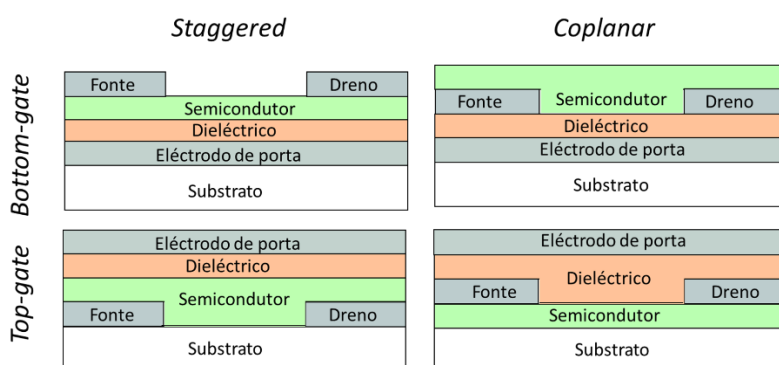 Staggered
Coplanar
Bottom-gate
Fonte
Dreno
Semicondutor
Dieléctrico
Eléctrodo de porta
Substrato
Fonte
Semicondutor
Dreno
Dieléctrico
Eléctrodo de porta
Substrato
Top-gate
Eléctrodo de porta
Dieléctrico
Semicondutor
Fonte
Dreno
Substrato
Eléctrodo de porta
Dieléctrico
Fonte
Dreno
Semicondutor
Substrato